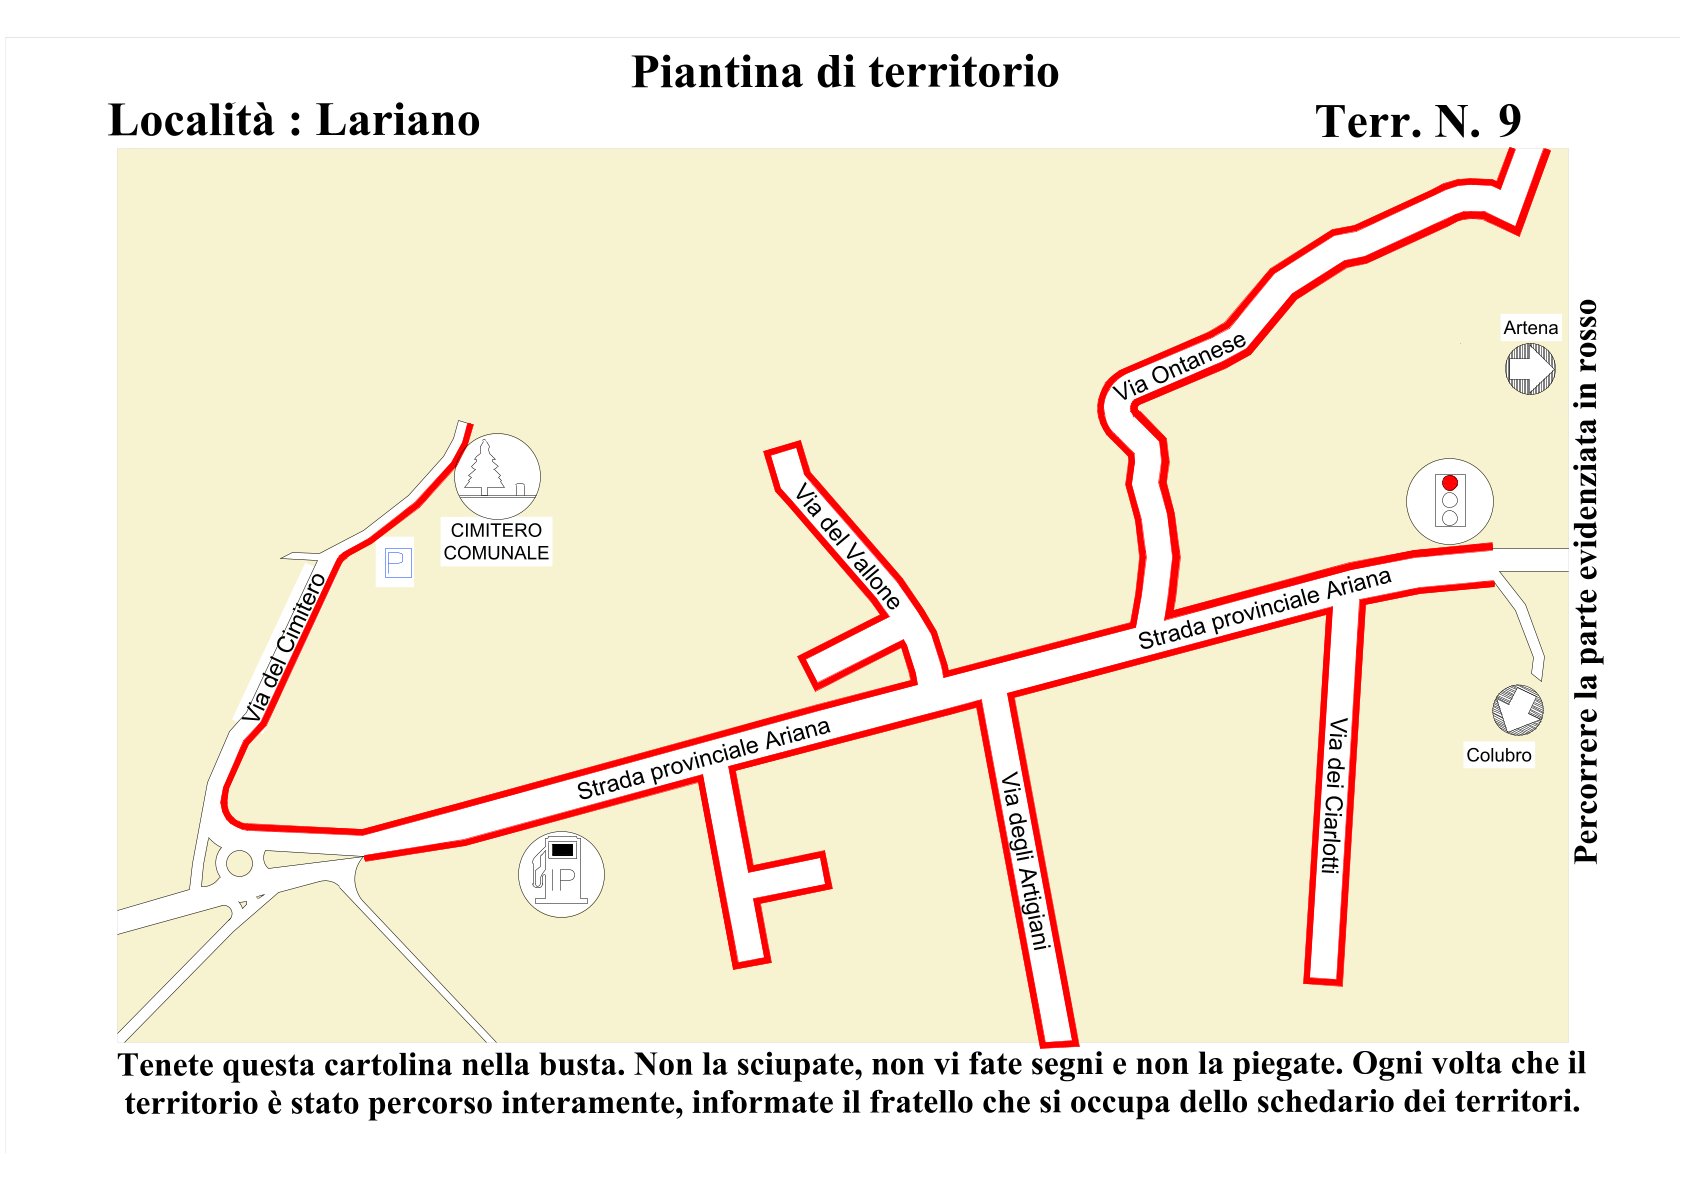 Piantina di territorio
Località : Lariano
Terr. N. 9
Via Ontanese
Artena
Percorrere la parte evidenziata in rosso
CIMITERO
COMUNALE
P
Via del Vallone
Via del Cimitero
Strada provinciale Ariana
Strada provinciale Ariana
Via dei Ciarlotti
Colubro
Via degli Artigiani
IP
Tenete questa cartolina nella busta. Non la sciupate, non vi fate segni e non la piegate. Ogni volta che il
territorio è stato percorso interamente, informate il fratello che si occupa dello schedario dei territori.